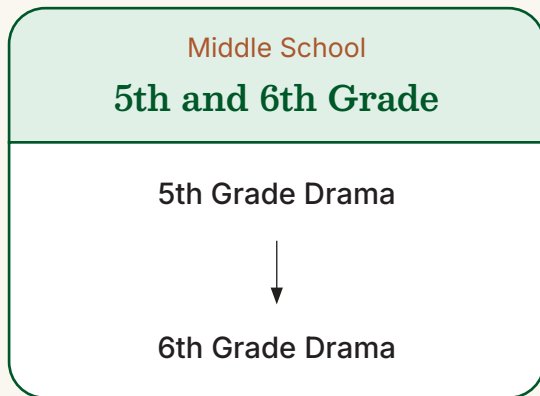 Middle School
5th and 6th Grade
5th Grade Drama
6th Grade Drama